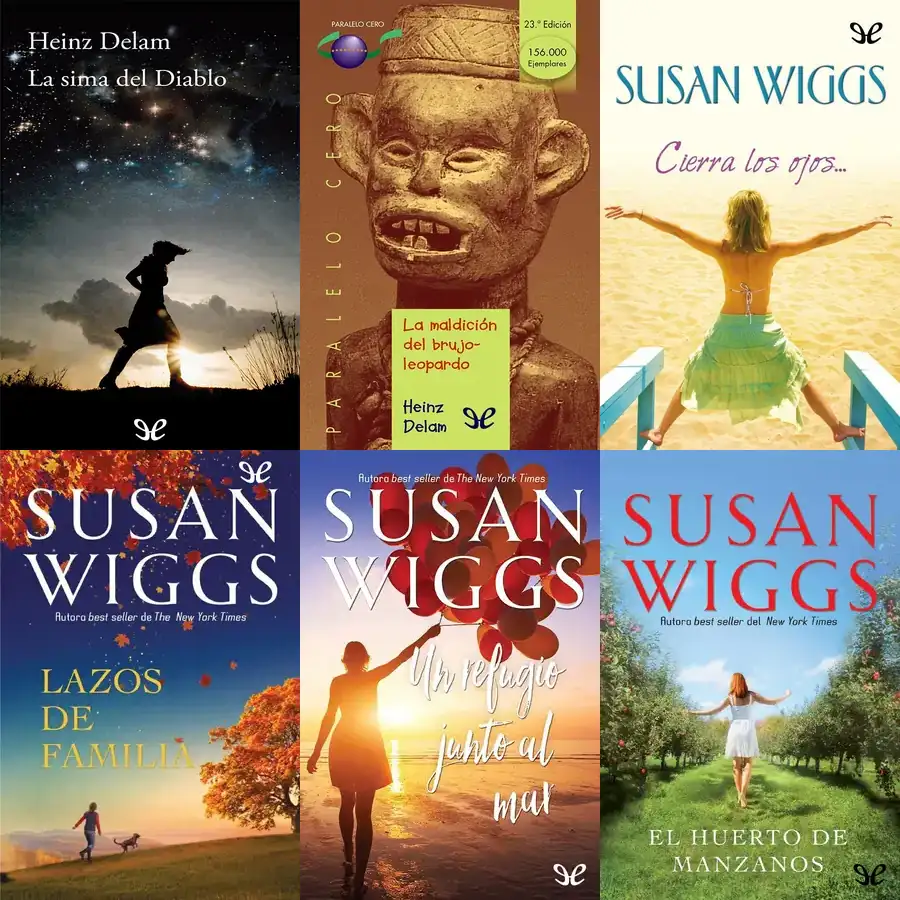 Heinz Delam
La sima del Diablo
PARALELO CERO
PARALELO CERO
23.ª Edición
156.000
Ejemplares
La maldición
del brujo-
leopardo
Heinz
Delam
SUSAN WIGGS
Cierra los ojos...
SUSAN
WIGGS
Autora best seller de The New York Times
LAZOS
DE
FAMILIA
Autora best seller de The New York Times
SUSAN
WIGGS
Un refugio
junto al
mar
SUSAN
WIGGS
Autora best seller del New York Times
EL HUERTO DE
MANZANOS